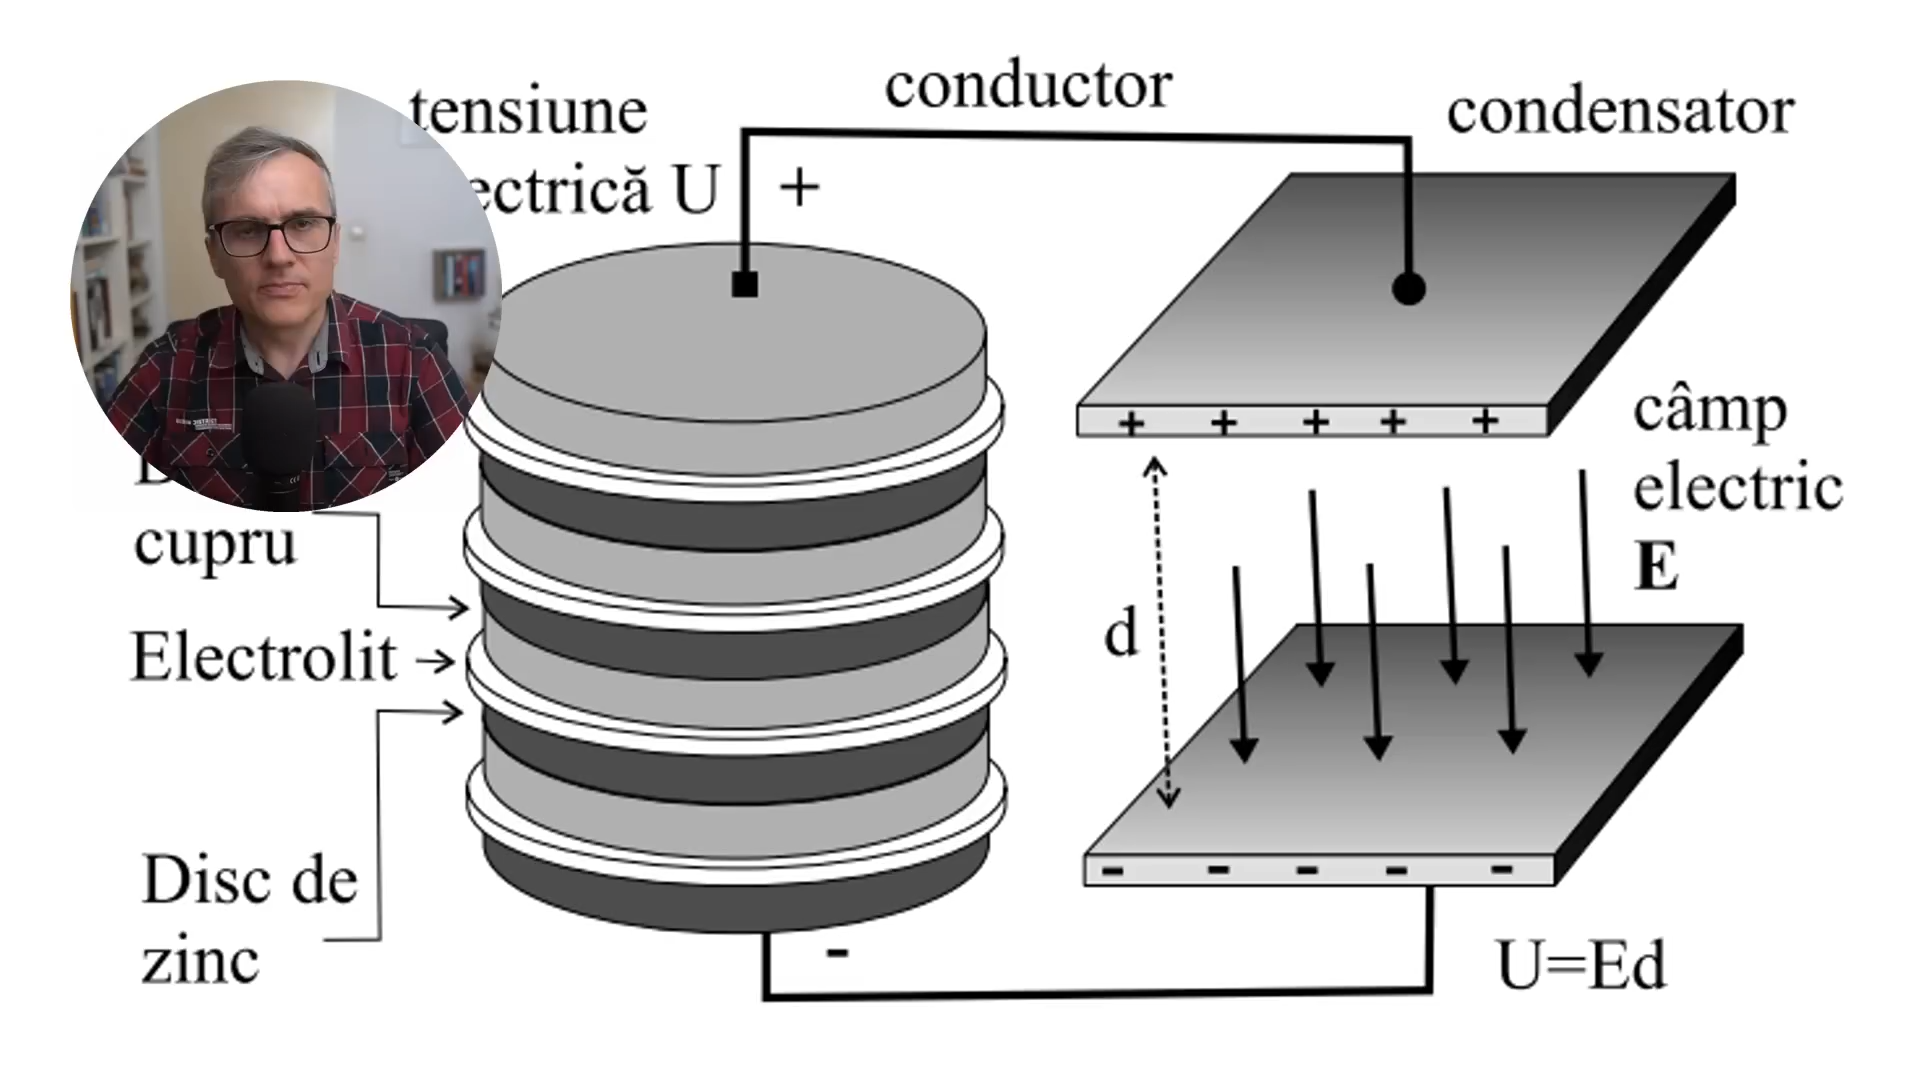 tensiune
ectrică U
+
conductor
condensator
+ + + + +
câmp
electric
E
cupru
Electrolit
d
Disc de
zinc
-
- - - - -
U=Ed